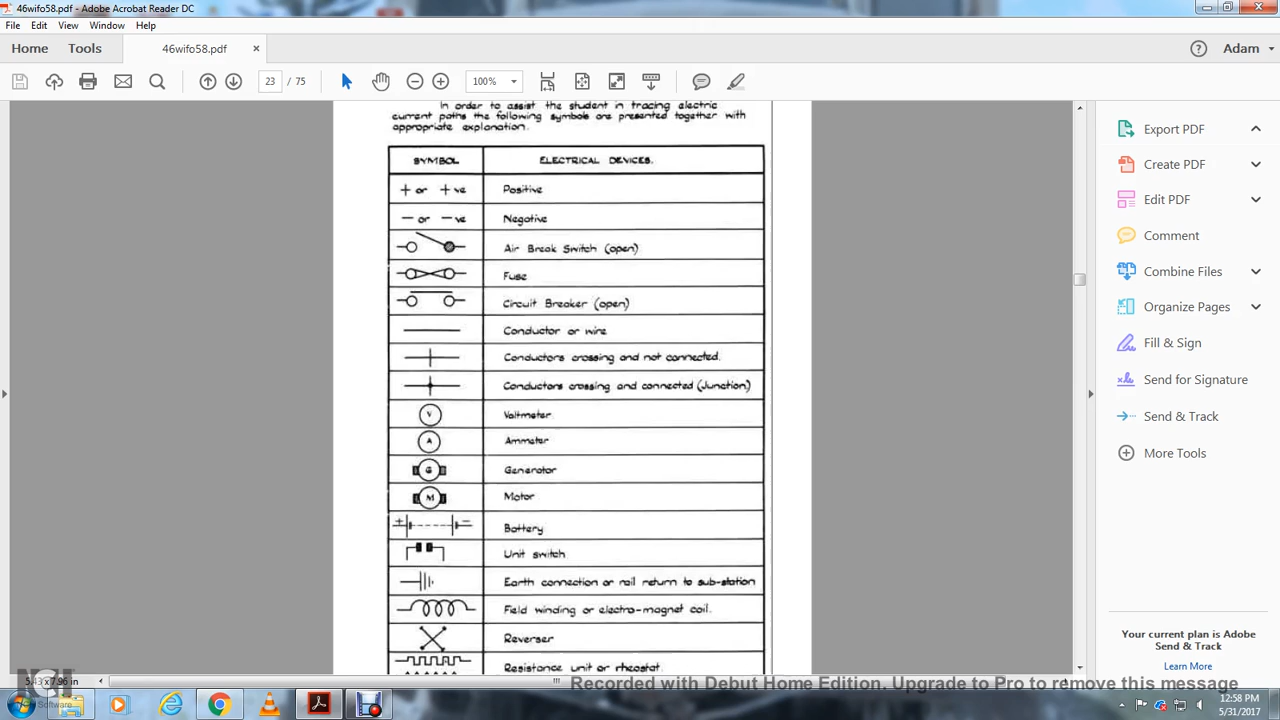 46wifo58.pdf - Adobe Acrobat Reader DC
File Edit View Window Help
Home Tools 46wifo58.pdf × Adam
23 / 75 100%
In order to assist the student in tracing electric
current paths the following symbols are presented together with
appropriate explanation.
SYMBOL ELECTRICAL DEVICES.
+ or +ve Positive
− or −ve Negative
Air Break Switch (open)
Fuse
Circuit Breaker (open)
Conductor or wire
Conductors crossing and not connected.
Conductors crossing and connected (Junction)
V Voltmeter
A Ammeter
G Generator
M Motor
+ − Battery
Unit switch
Earth connection or rail return to sub-station
Field winding or electro-magnet coil.
Reverser
Resistance unit or rheostat.
Export PDF
Create PDF
Edit PDF
Comment
Combine Files
Organize Pages
Fill & Sign
Send for Signature
Send & Track
More Tools
Your current plan is Adobe
Send & Track
Learn More
5.43 x 7.96 in
NCH Software
Recorded with Debut Home Edition. Upgrade to Pro to remove this message
12:58 PM
5/31/2017